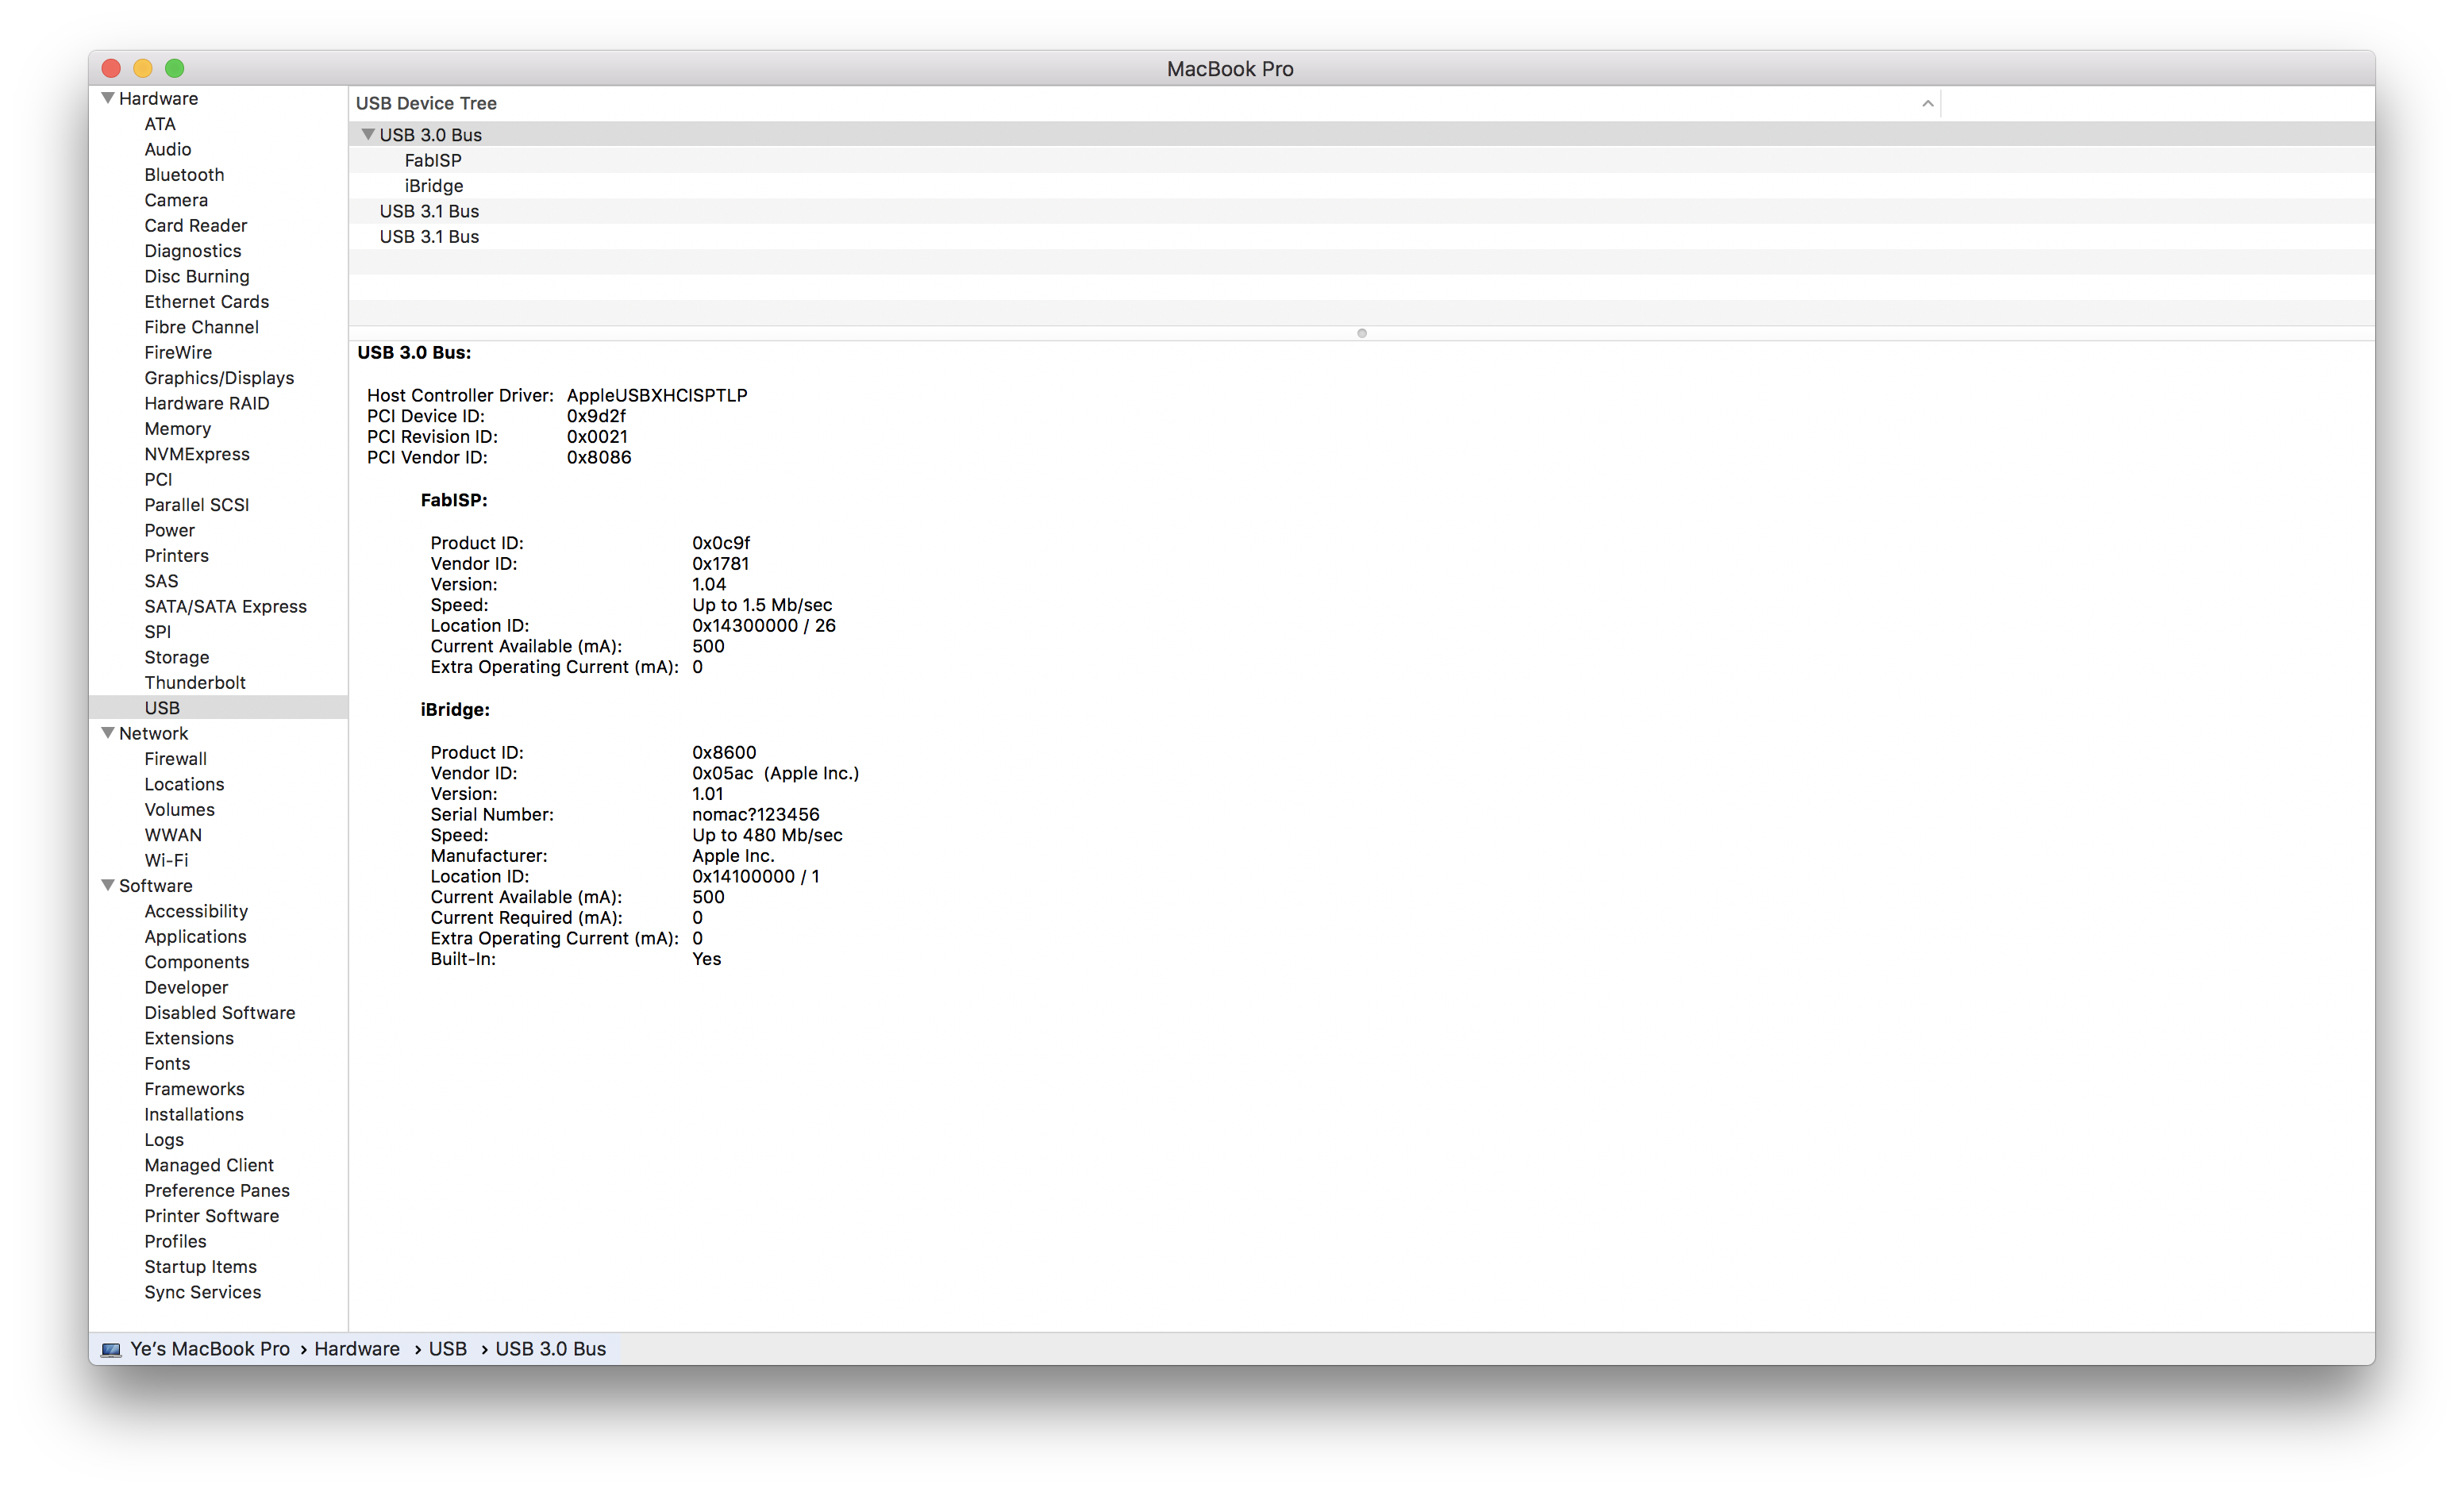 MacBook Pro
Hardware
ATA
Audio
Bluetooth
Camera
Card Reader
Diagnostics
Disc Burning
Ethernet Cards
Fibre Channel
FireWire
Graphics/Displays
Hardware RAID
Memory
NVMExpress
PCI
Parallel SCSI
Power
Printers
SAS
SATA/SATA Express
SPI
Storage
Thunderbolt
USB
Network
Firewall
Locations
Volumes
WWAN
Wi-Fi
Software
Accessibility
Applications
Components
Developer
Disabled Software
Extensions
Fonts
Frameworks
Installations
Logs
Managed Client
Preference Panes
Printer Software
Profiles
Startup Items
Sync Services
USB Device Tree
USB 3.0 Bus
FabISP
iBridge
USB 3.1 Bus
USB 3.1 Bus
USB 3.0 Bus:
Host Controller Driver: AppleUSBXHCISPTLP
PCI Device ID: 0x9d2f
PCI Revision ID: 0x0021
PCI Vendor ID: 0x8086
FabISP:
Product ID: 0x0c9f
Vendor ID: 0x1781
Version: 1.04
Speed: Up to 1.5 Mb/sec
Location ID: 0x14300000 / 26
Current Available (mA): 500
Extra Operating Current (mA): 0
iBridge:
Product ID: 0x8600
Vendor ID: 0x05ac (Apple Inc.)
Version: 1.01
Serial Number: nomac?123456
Speed: Up to 480 Mb/sec
Manufacturer: Apple Inc.
Location ID: 0x14100000 / 1
Current Available (mA): 500
Current Required (mA): 0
Extra Operating Current (mA): 0
Built-In: Yes
Ye’s MacBook Pro › Hardware › USB › USB 3.0 Bus